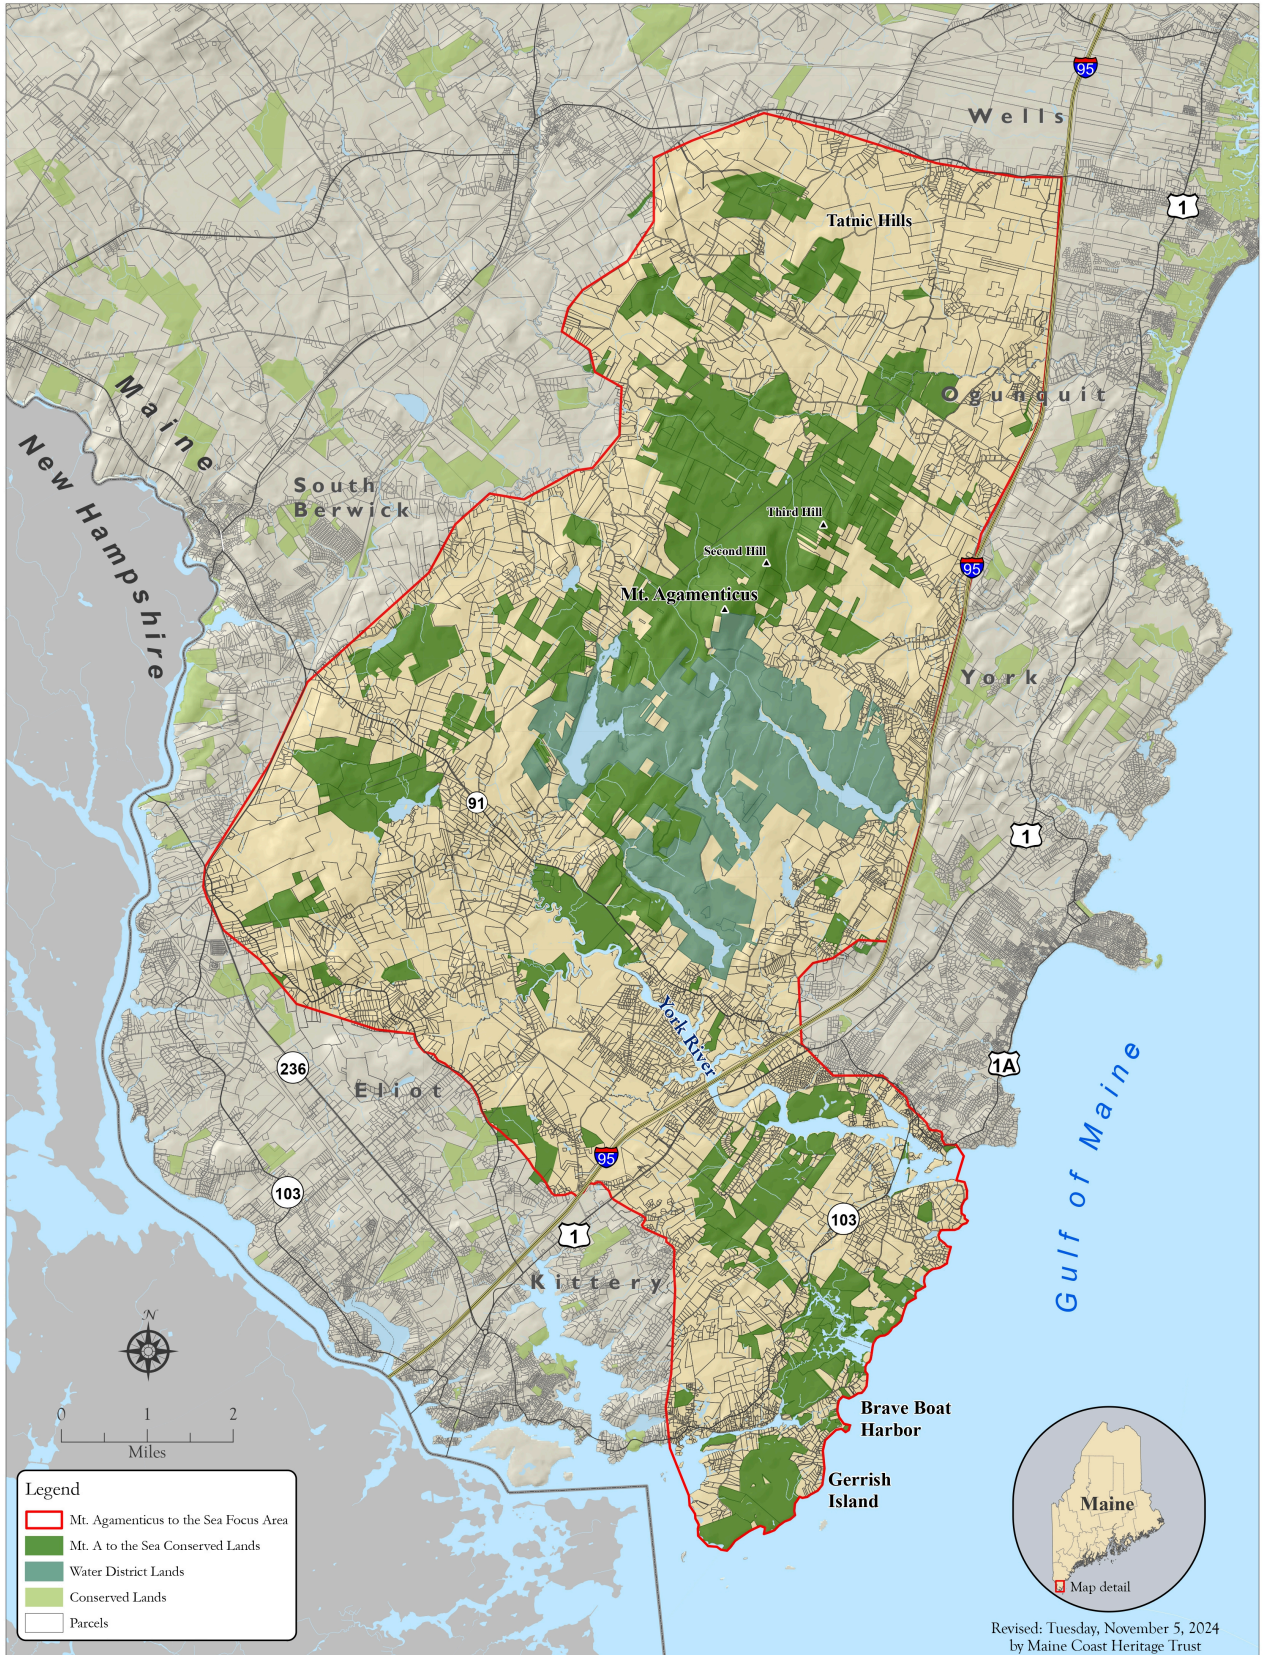 95
Wells
1
Tatnic Hills
Maine
New Hampshire
Ogunquit
South
Berwick
Third Hill
Second Hill
95
Mt. Agamenticus
York
91
1
York River
236
Eliot
1A
Gulf of Maine
95
103
103
1
Kittery
N
0 1 2
Miles
Brave Boat
Harbor
Gerrish
Island
Legend
Mt. Agamenticus to the Sea Focus Area
Mt. A to the Sea Conserved Lands
Water District Lands
Conserved Lands
Parcels
Maine
Map detail
Revised: Tuesday, November 5, 2024
by Maine Coast Heritage Trust